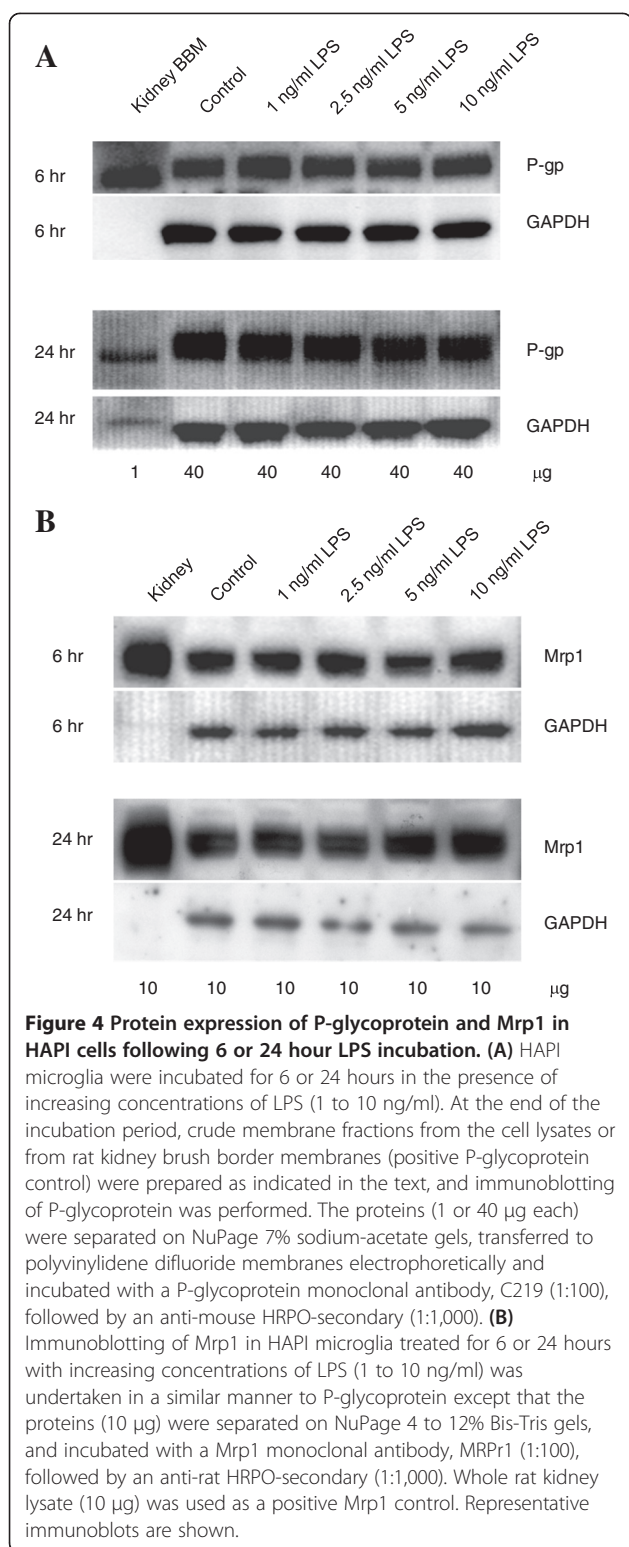 A
Kidney BBM
Control
1 ng/ml LPS
2.5 ng/ml LPS
5 ng/ml LPS
10 ng/ml LPS
6 hr
P-gp
6 hr
GAPDH
24 hr
P-gp
24 hr
GAPDH
1 40 40 40 40 40 μg
B
Kidney
Control
1 ng/ml LPS
2.5 ng/ml LPS
5 ng/ml LPS
10 ng/ml LPS
6 hr
Mrp1
6 hr
GAPDH
24 hr
Mrp1
24 hr
GAPDH
10 10 10 10 10 10 μg
Figure 4 Protein expression of P-glycoprotein and Mrp1 in
HAPI cells following 6 or 24 hour LPS incubation. (A) HAPI
microglia were incubated for 6 or 24 hours in the presence of
increasing concentrations of LPS (1 to 10 ng/ml). At the end of the
incubation period, crude membrane fractions from the cell lysates or
from rat kidney brush border membranes (positive P-glycoprotein
control) were prepared as indicated in the text, and immunoblotting
of P-glycoprotein was performed. The proteins (1 or 40 μg each)
were separated on NuPage 7% sodium-acetate gels, transferred to
polyvinylidene difluoride membranes electrophoretically and
incubated with a P-glycoprotein monoclonal antibody, C219 (1:100),
followed by an anti-mouse HRPO-secondary (1:1,000). (B)
Immunoblotting of Mrp1 in HAPI microglia treated for 6 or 24 hours
with increasing concentrations of LPS (1 to 10 ng/ml) was
undertaken in a similar manner to P-glycoprotein except that the
proteins (10 μg) were separated on NuPage 4 to 12% Bis-Tris gels,
and incubated with a Mrp1 monoclonal antibody, MRPr1 (1:100),
followed by an anti-rat HRPO-secondary (1:1,000). Whole rat kidney
lysate (10 μg) was used as a positive Mrp1 control. Representative
immunoblots are shown.